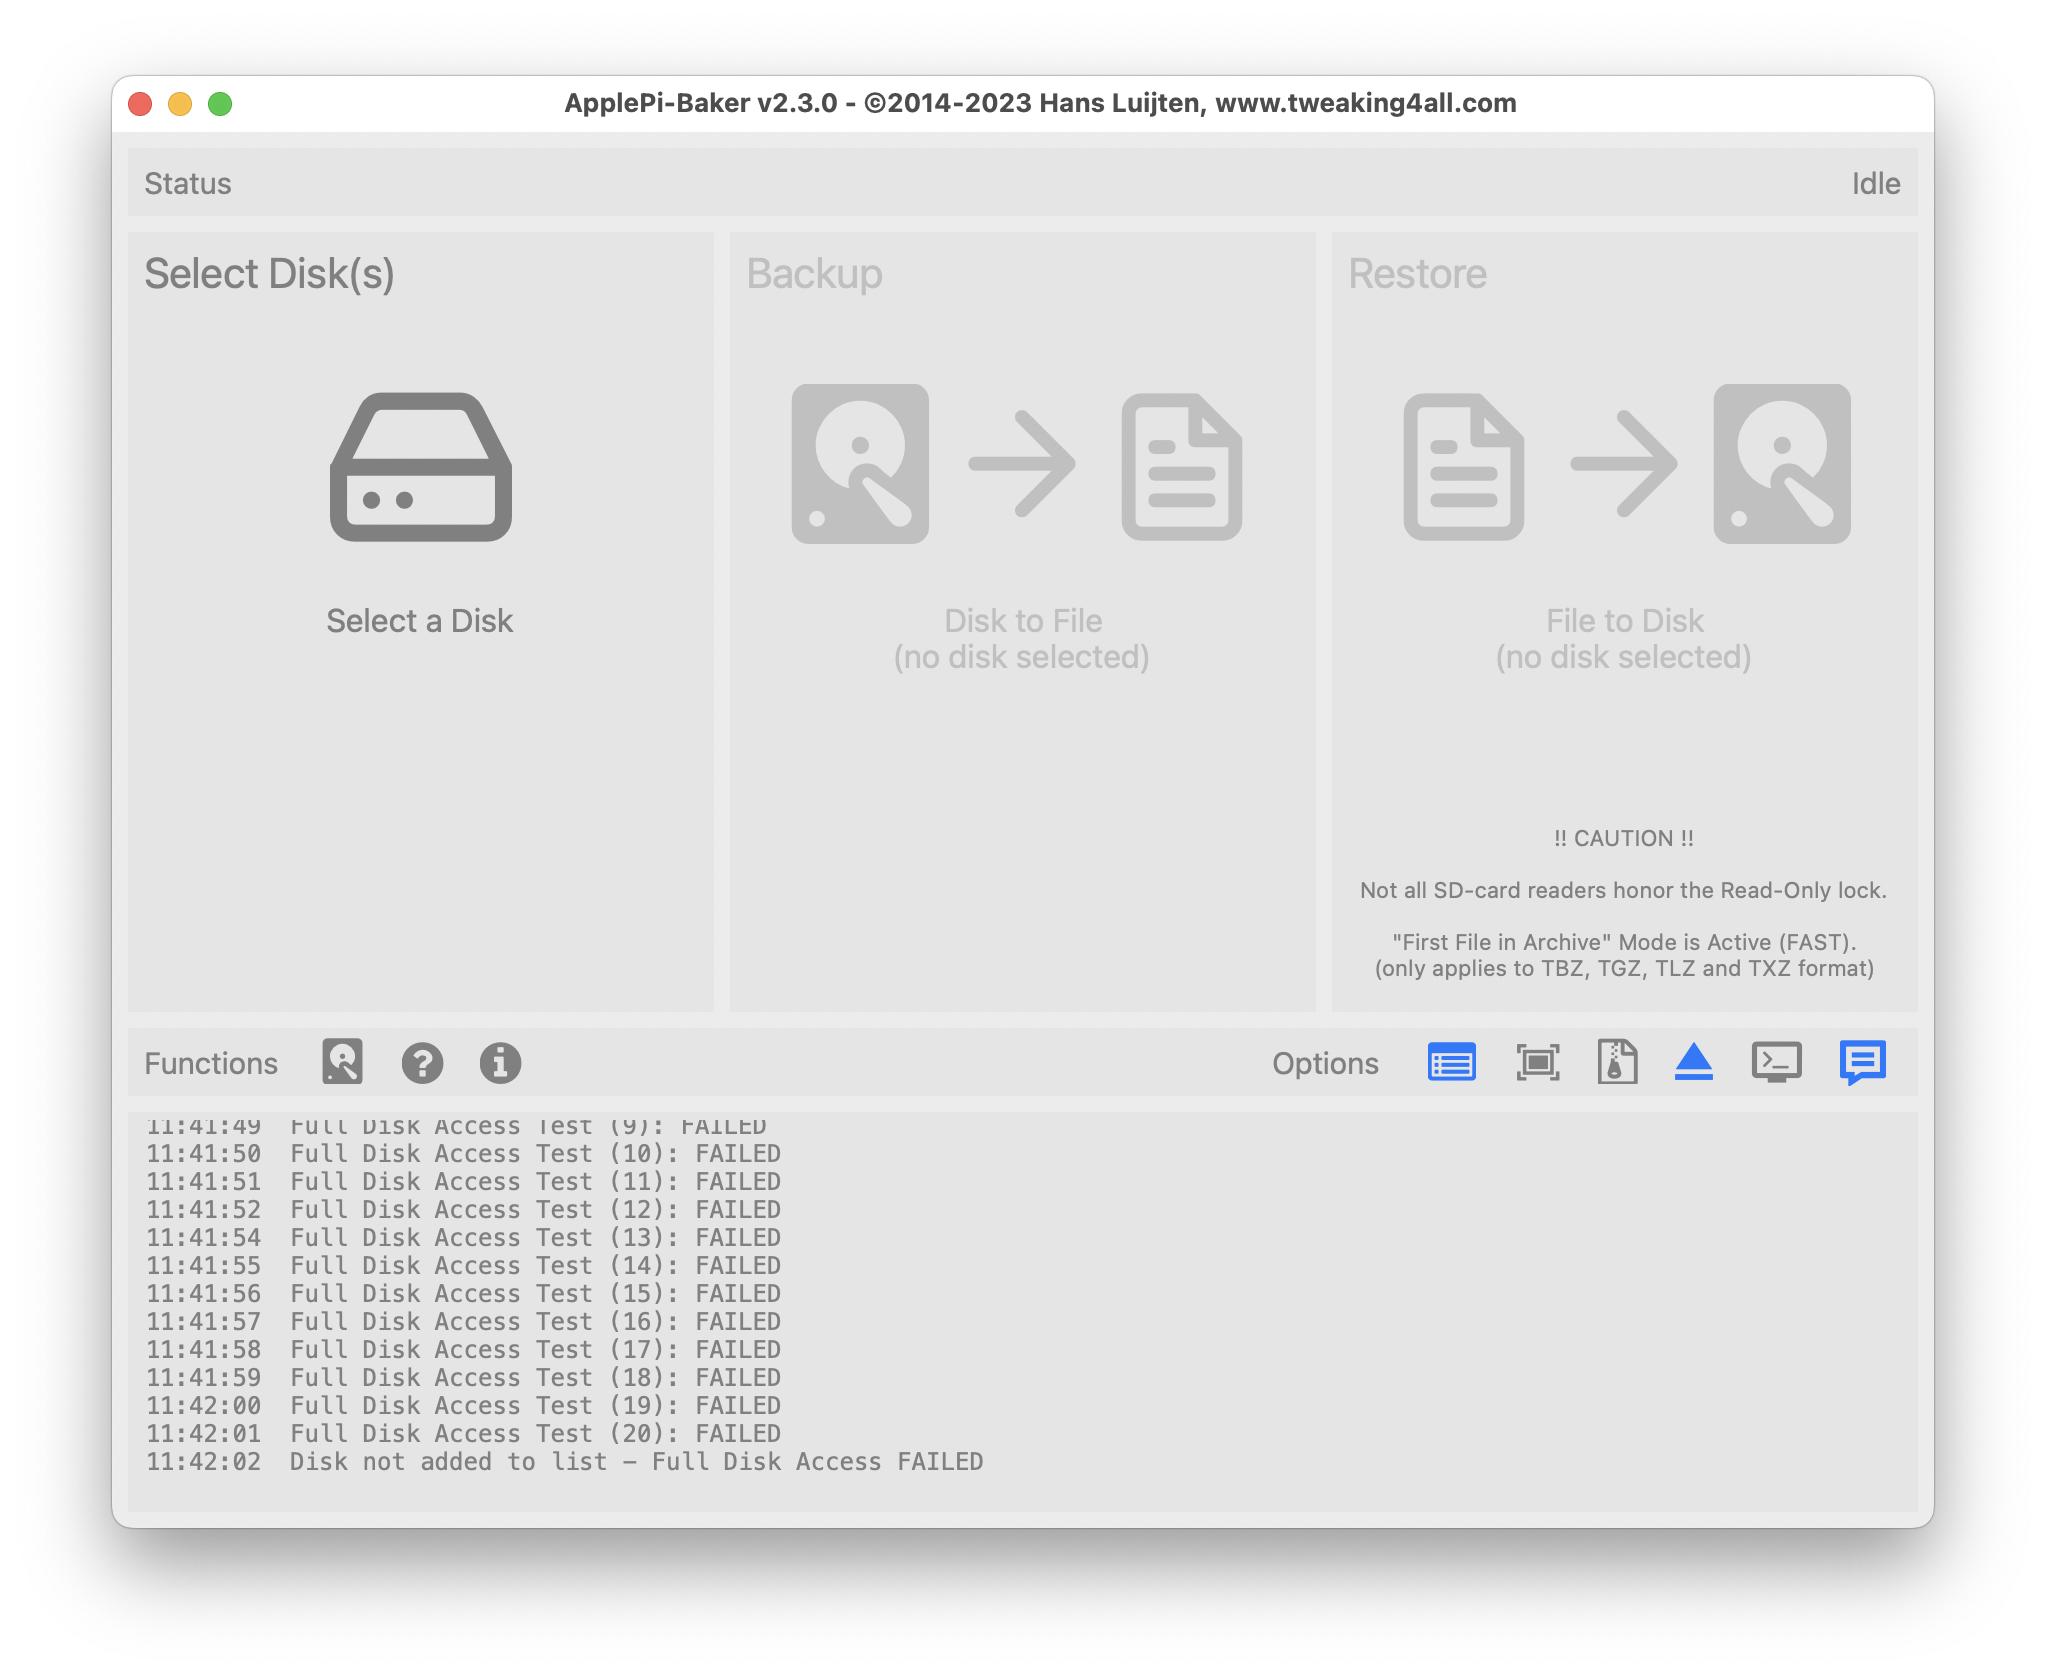 ApplePi-Baker v2.3.0 - ©2014-2023 Hans Luijten, www.tweaking4all.com
Status
Idle
Select Disk(s)
Select a Disk
Backup
Disk to File
(no disk selected)
Restore
File to Disk
(no disk selected)
!! CAUTION !!
Not all SD-card readers honor the Read-Only lock.
"First File in Archive" Mode is Active (FAST).
(only applies to TBZ, TGZ, TLZ and TXZ format)
Functions
Options
11:41:49 Full Disk Access Test (9): FAILED
11:41:50 Full Disk Access Test (10): FAILED
11:41:51 Full Disk Access Test (11): FAILED
11:41:52 Full Disk Access Test (12): FAILED
11:41:54 Full Disk Access Test (13): FAILED
11:41:55 Full Disk Access Test (14): FAILED
11:41:56 Full Disk Access Test (15): FAILED
11:41:57 Full Disk Access Test (16): FAILED
11:41:58 Full Disk Access Test (17): FAILED
11:41:59 Full Disk Access Test (18): FAILED
11:42:00 Full Disk Access Test (19): FAILED
11:42:01 Full Disk Access Test (20): FAILED
11:42:02 Disk not added to list – Full Disk Access FAILED